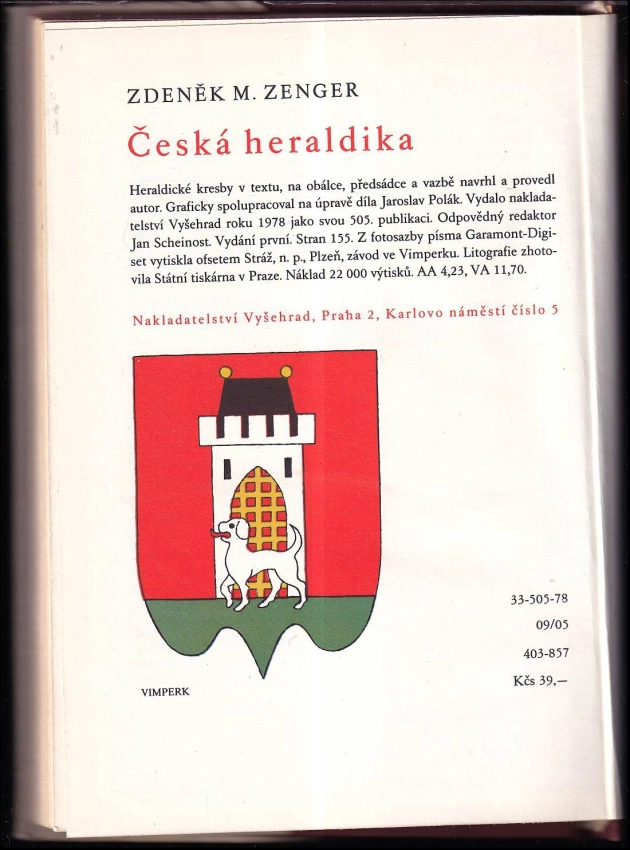 ZDENĚK M. ZENGER
Česká heraldika
Heraldické kresby v textu, na obálce, předsádce a vazbě navrhl a provedl
autor. Graficky spolupracoval na úpravě díla Jaroslav Polák. Vydalo naklada-
telství Vyšehrad roku 1978 jako svou 505. publikaci. Odpovědný redaktor
Jan Scheinost. Vydání první. Stran 155. Z fotosazby písma Garamont-Digi-
set vytiskla ofsetem Stráž, n. p., Plzeň, závod ve Vimperku. Litografie zhoto-
vila Státní tiskárna v Praze. Náklad 22 000 výtisků. AA 4,23, VA 11,70.
Nakladatelství Vyšehrad, Praha 2, Karlovo náměstí číslo 5
33-505-78
09/05
403-857
Kčs 39,—
VIMPERK